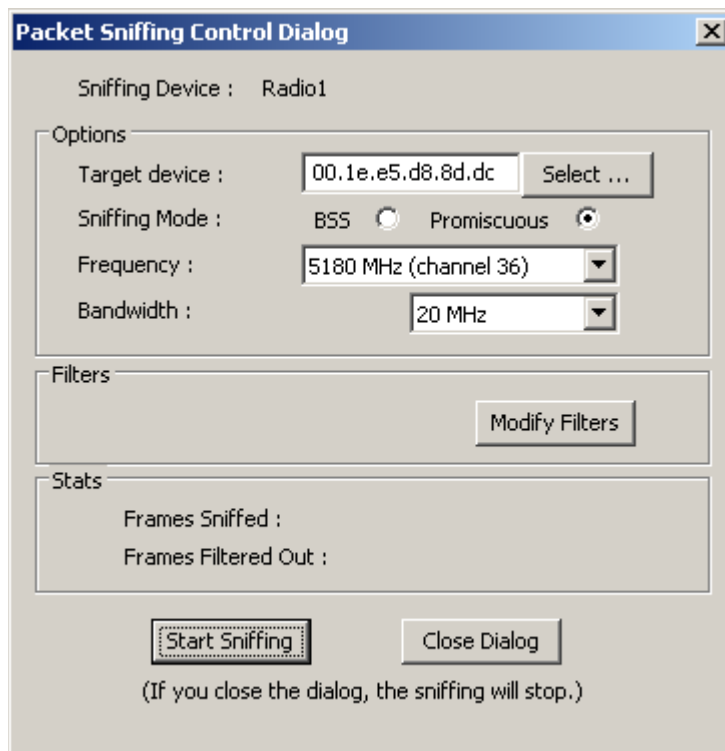 Packet Sniffing Control Dialog
Sniffing Device : Radio1
Options
Target device : 00.1e.e5.d8.8d.dc Select ...
Sniffing Mode : BSS Promiscuous
Frequency : 5180 MHz (channel 36)
Bandwidth : 20 MHz
Filters
Modify Filters
Stats
Frames Sniffed :
Frames Filtered Out :
Start Sniffing Close Dialog
(If you close the dialog, the sniffing will stop.)